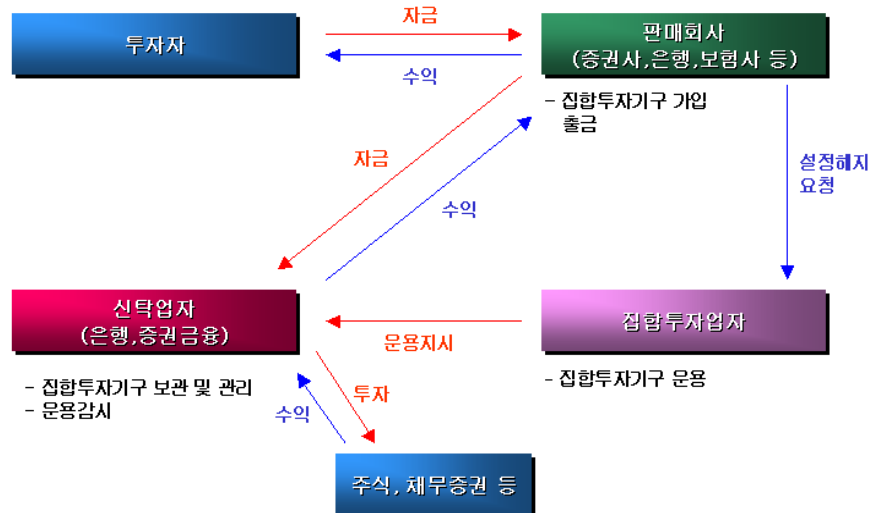 자금
투자자
판매회사
(증권사,은행,보험사 등)
수익
- 집합투자기구 가입
출금
자금
설정해지
요청
수익
신탁업자
(은행,증권금융)
집합투자업자
운용지시
- 집합투자기구 보관 및 관리
- 운용감시
- 집합투자기구 운용
투자
수익
주식, 채무증권 등